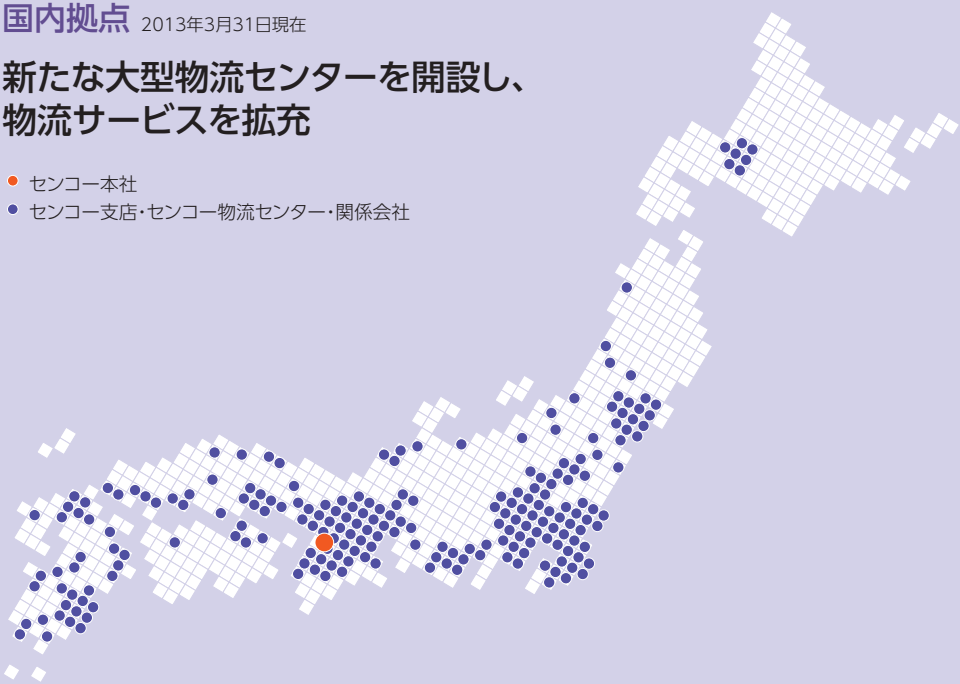 国内拠点 2013年3月31日現在
新たな大型物流センターを開設し、
物流サービスを拡充
センコー本社
センコー支店・センコー物流センター・関係会社